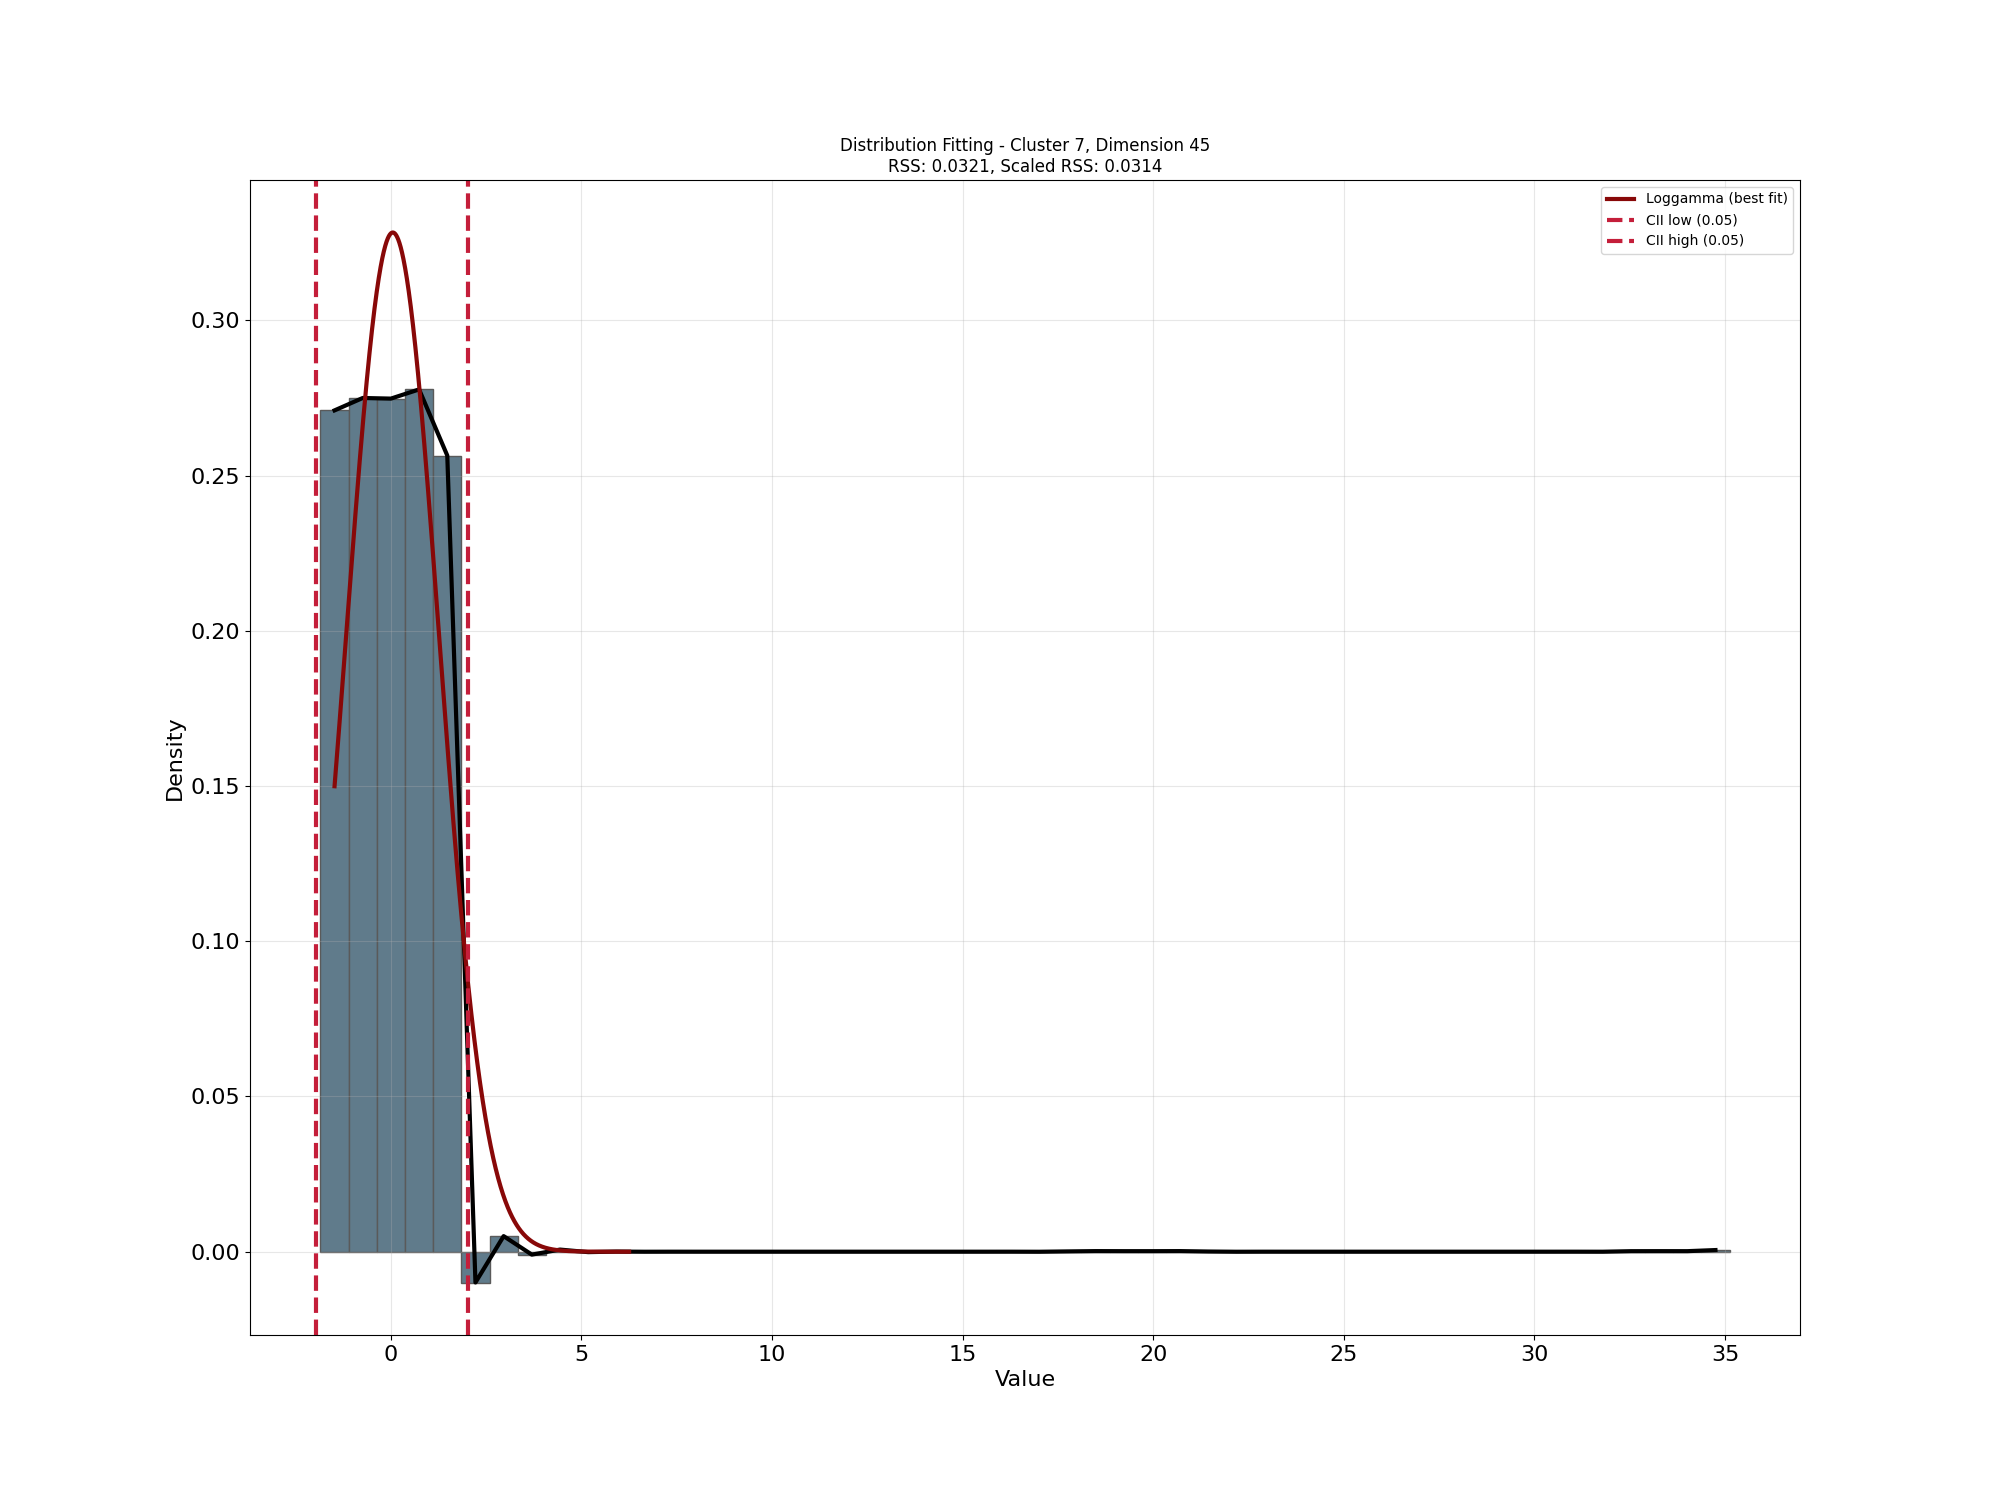 Distribution Fitting - Cluster 7, Dimension 45
RSS: 0.0321, Scaled RSS: 0.0314
Loggamma (best fit)
CII low (0.05)
CII high (0.05)
0.30
0.25
0.20
0.15
0.10
0.05
0.00
Density
0 5 10 15 20 25 30 35
Value